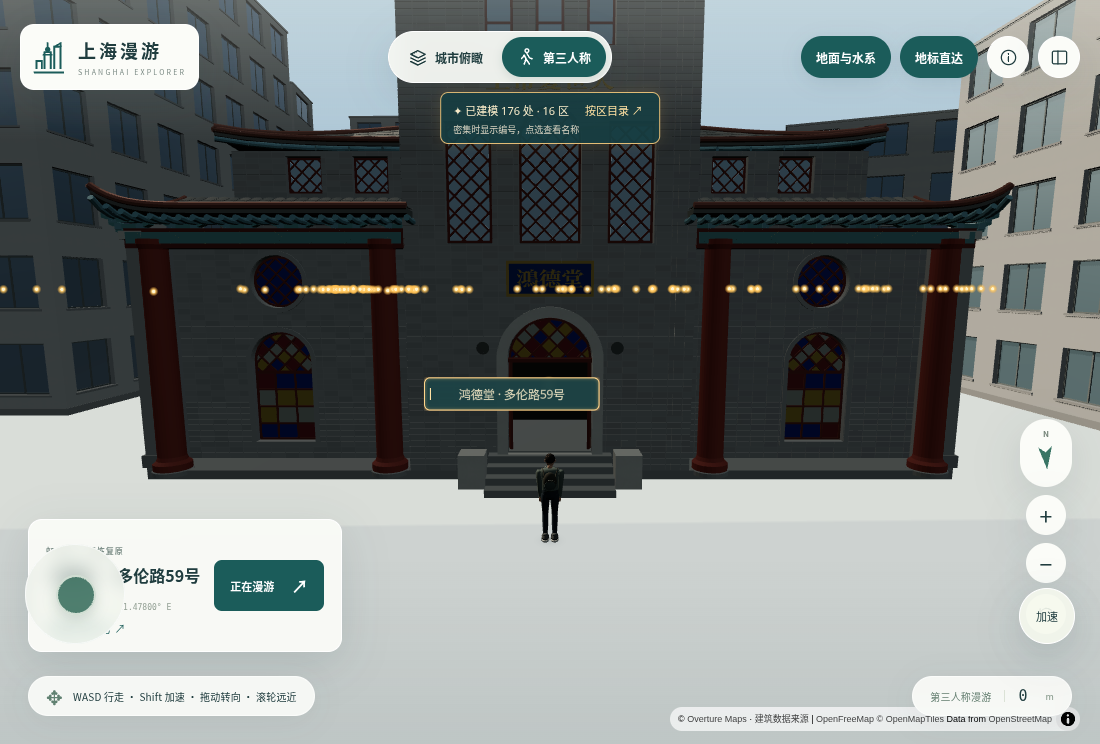 上海漫游
SHANGHAI EXPLORER
城市俯瞰
第三人称
地面与水系
地标直达
✦ 已建模 176 处 · 16 区 按区目录 ↗
密集时显示编号，点选查看名称
鸿德堂
鸿德堂 · 多伦路59号
N
+
−
加速
复原
多伦路59号
1.47800° E
↗
正在漫游 ↗
WASD 行走 · Shift 加速 · 拖动转向 · 滚轮远近
第三人称漫游 0 m
© Overture Maps · 建筑数据来源 | OpenFreeMap © OpenMapTiles Data from OpenStreetMap